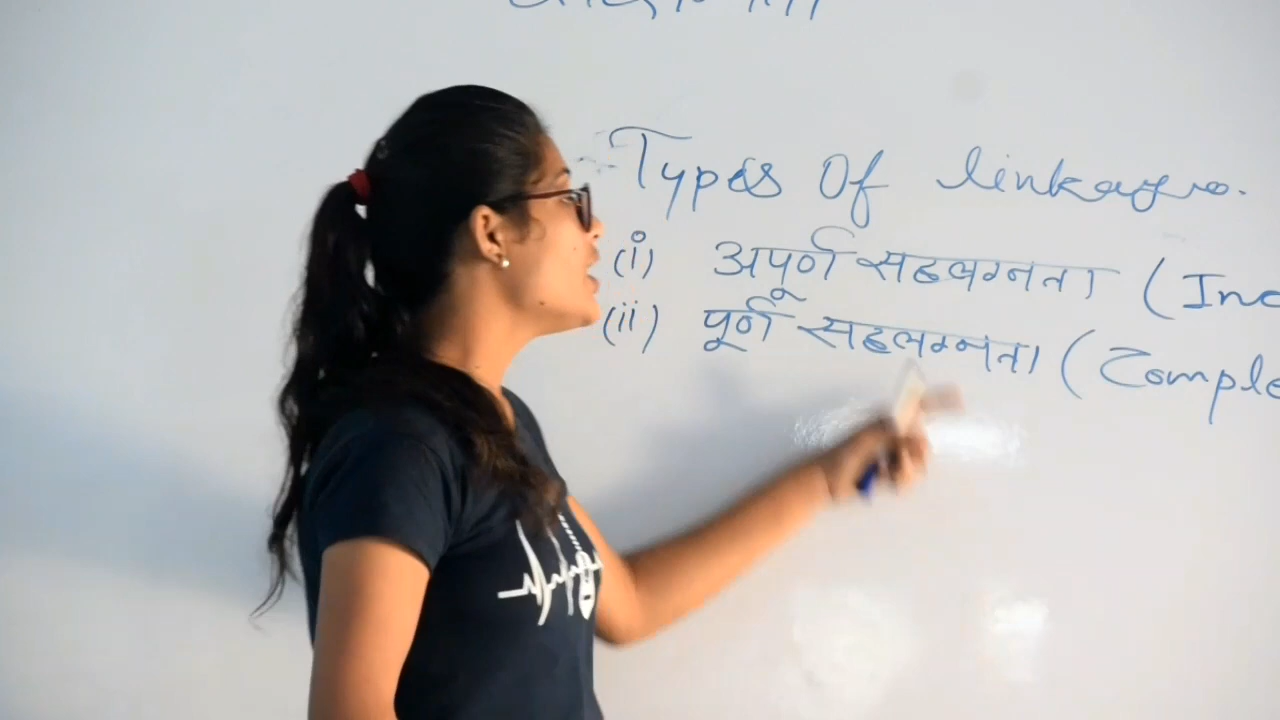 Types Of linkage.
(i) अपूर्ण सहलग्नता (Inc
(ii) पूर्ण सहलग्नता (Comple